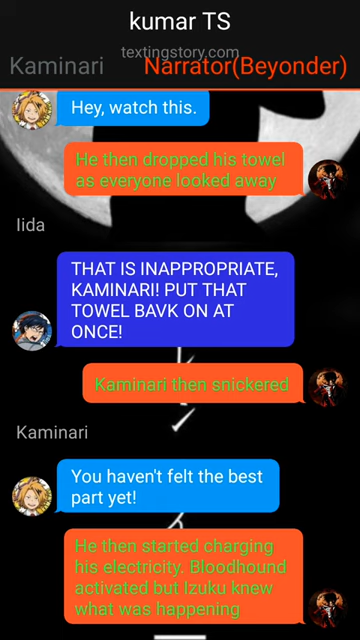 kumar TS
textingstory.com
Kaminari
Narrator(Beyonder)
Hey, watch this.
He then dropped his towel
as everyone looked away
Iida
THAT IS INAPPROPRIATE,
KAMINARI! PUT THAT
TOWEL BAVK ON AT
ONCE!
Kaminari then snickered
Kaminari
You haven't felt the best
part yet!
He then started charging
his electricity. Bloodhound
activated but Izuku knew
what was happening